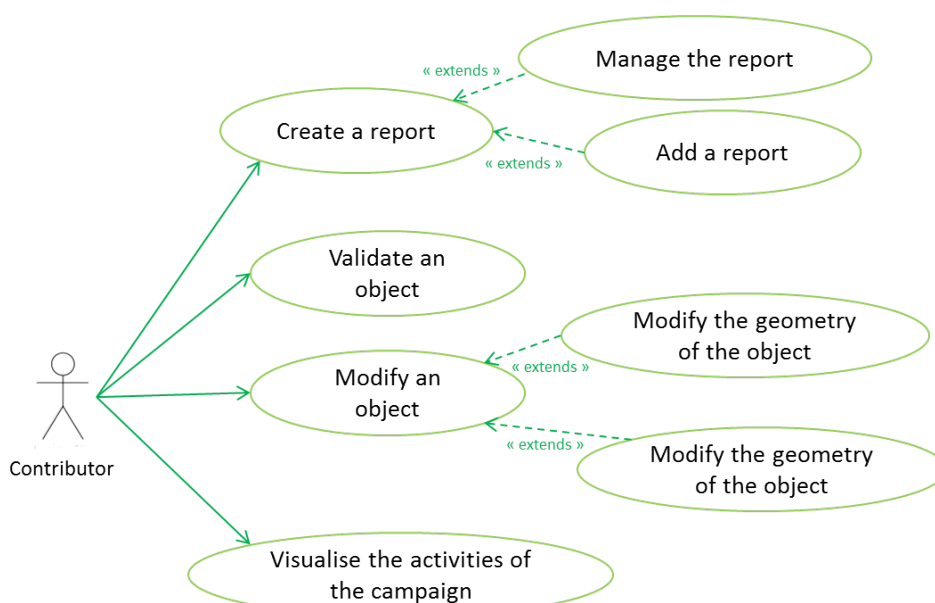 Manage the report
« extends »
Create a report
Add a report
« extends »
Validate an
object
Modify the geometry
of the object
« extends »
Modify an
object
« extends »
Modify the geometry
of the object
Contributor
Visualise the activities of
the campaign